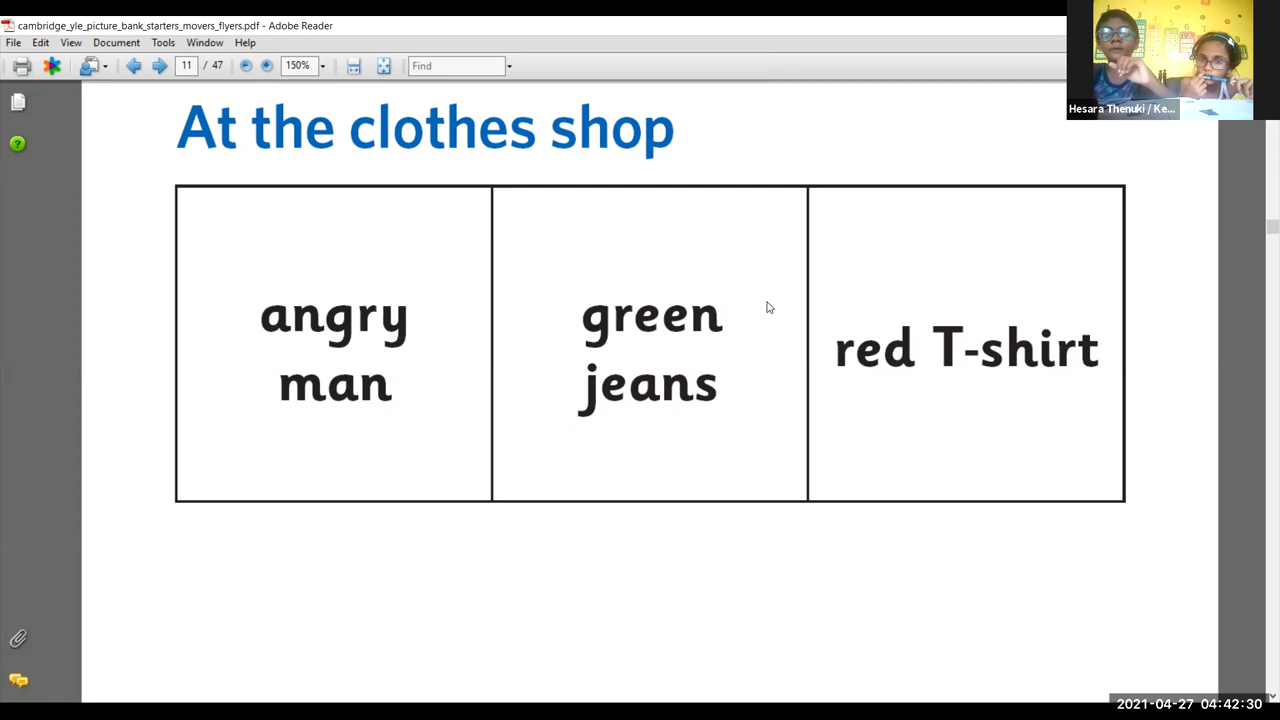 cambridge_yle_picture_bank_starters_movers_flyers.pdf - Adobe Reader
File Edit View Document Tools Window Help
11 / 47 150% Find
Hesara Thenuki / Ke...
At the clothes shop
angry
man
green
jeans
red T-shirt
2021-04-27 04:42:30